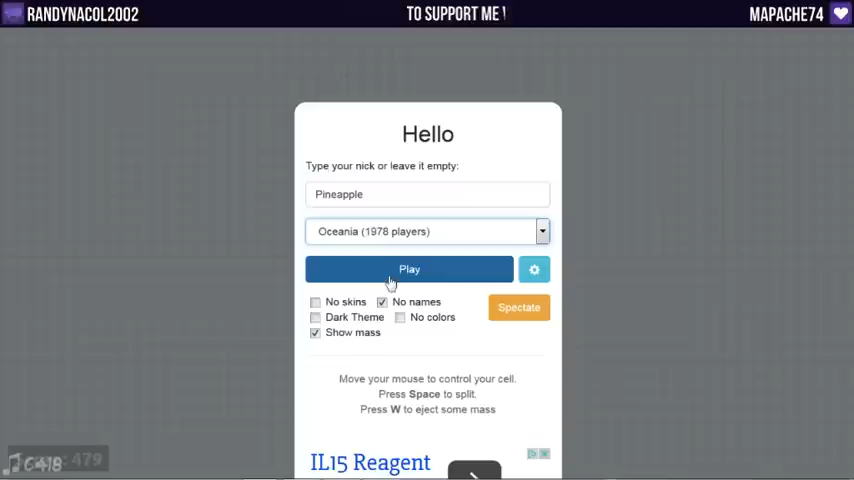 RANDYNACOL2002
TO SUPPORT ME
MAPACHE74
Hello
Type your nick or leave it empty:
Pineapple
Oceania (1978 players)
Play
No skins
No names
Spectate
Dark Theme
No colors
Show mass
Move your mouse to control your cell.
Press Space to split.
Press W to eject some mass
C418
479
IL15 Reagent